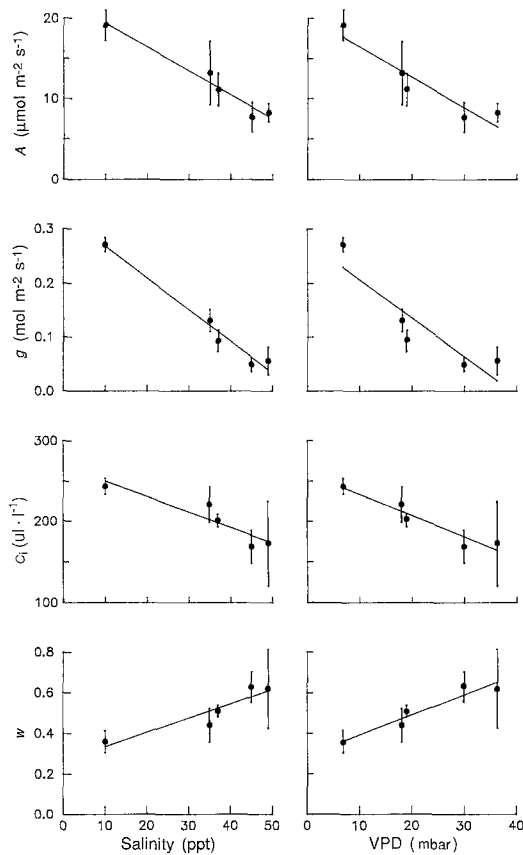 20
10
0
A (μmol m-2 s-1)
0.3
0.2
0.1
0.0
g (mol m-2 s-1)
300
200
100
ci (ul · l-1)
0.8
0.6
0.4
0.2
0.0
w
0 10 20 30 40 50
Salinity (ppt)
0 10 20 30 40
VPD (mbar)